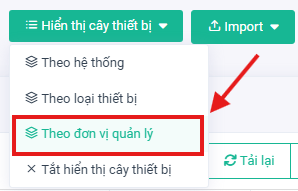 Hiển thị cây thiết bị
Import
Theo hệ thống
Theo loại thiết bị
Theo đơn vị quản lý
Tắt hiển thị cây thiết bị
Tải lại